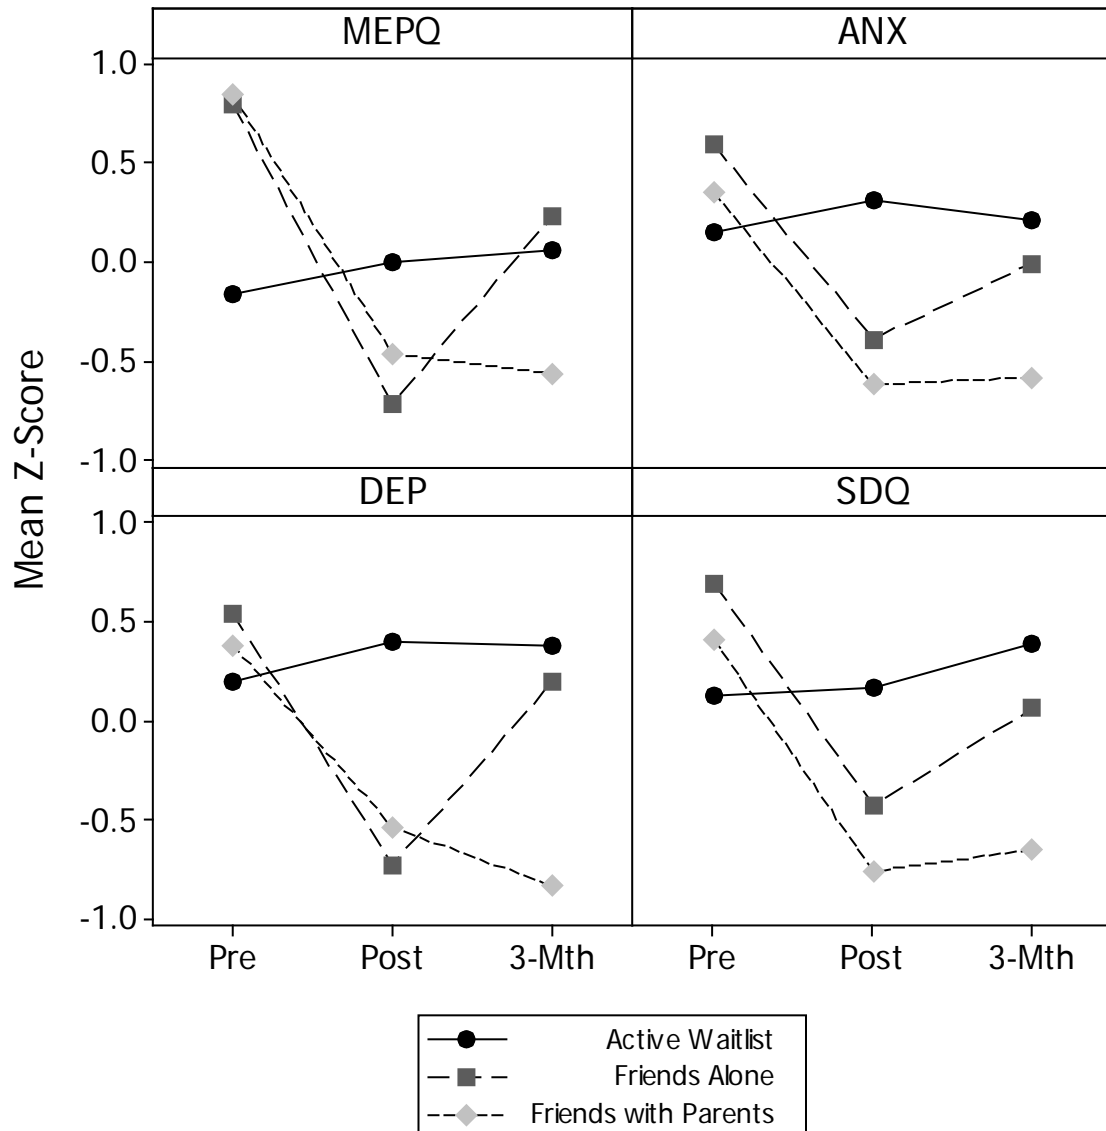 MEPQ
ANX
1.0
0.5
0.0
-0.5
-1.0
DEP
SDQ
1.0
0.5
0.0
-0.5
-1.0
Mean Z-Score
Pre Post 3-Mth Pre Post 3-Mth
Active Waitlist
Friends Alone
Friends with Parents